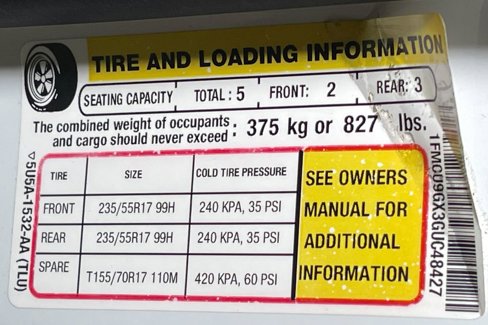 TIRE AND LOADING INFORMATION
SEATING CAPACITY TOTAL: 5 FRONT: 2 REAR: 3
The combined weight of occupants
and cargo should never exceed: 375 kg or 827 lbs.
TIRE SIZE COLD TIRE PRESSURE
FRONT 235/55R17 99H 240 KPA, 35 PSI
REAR 235/55R17 99H 240 KPA, 35 PSI
SPARE T155/70R17 110M 420 KPA, 60 PSI
SEE OWNERS
MANUAL FOR
ADDITIONAL
INFORMATION
5U5A-1532-AA (TLU)
1FMCU9GX3GUC48427